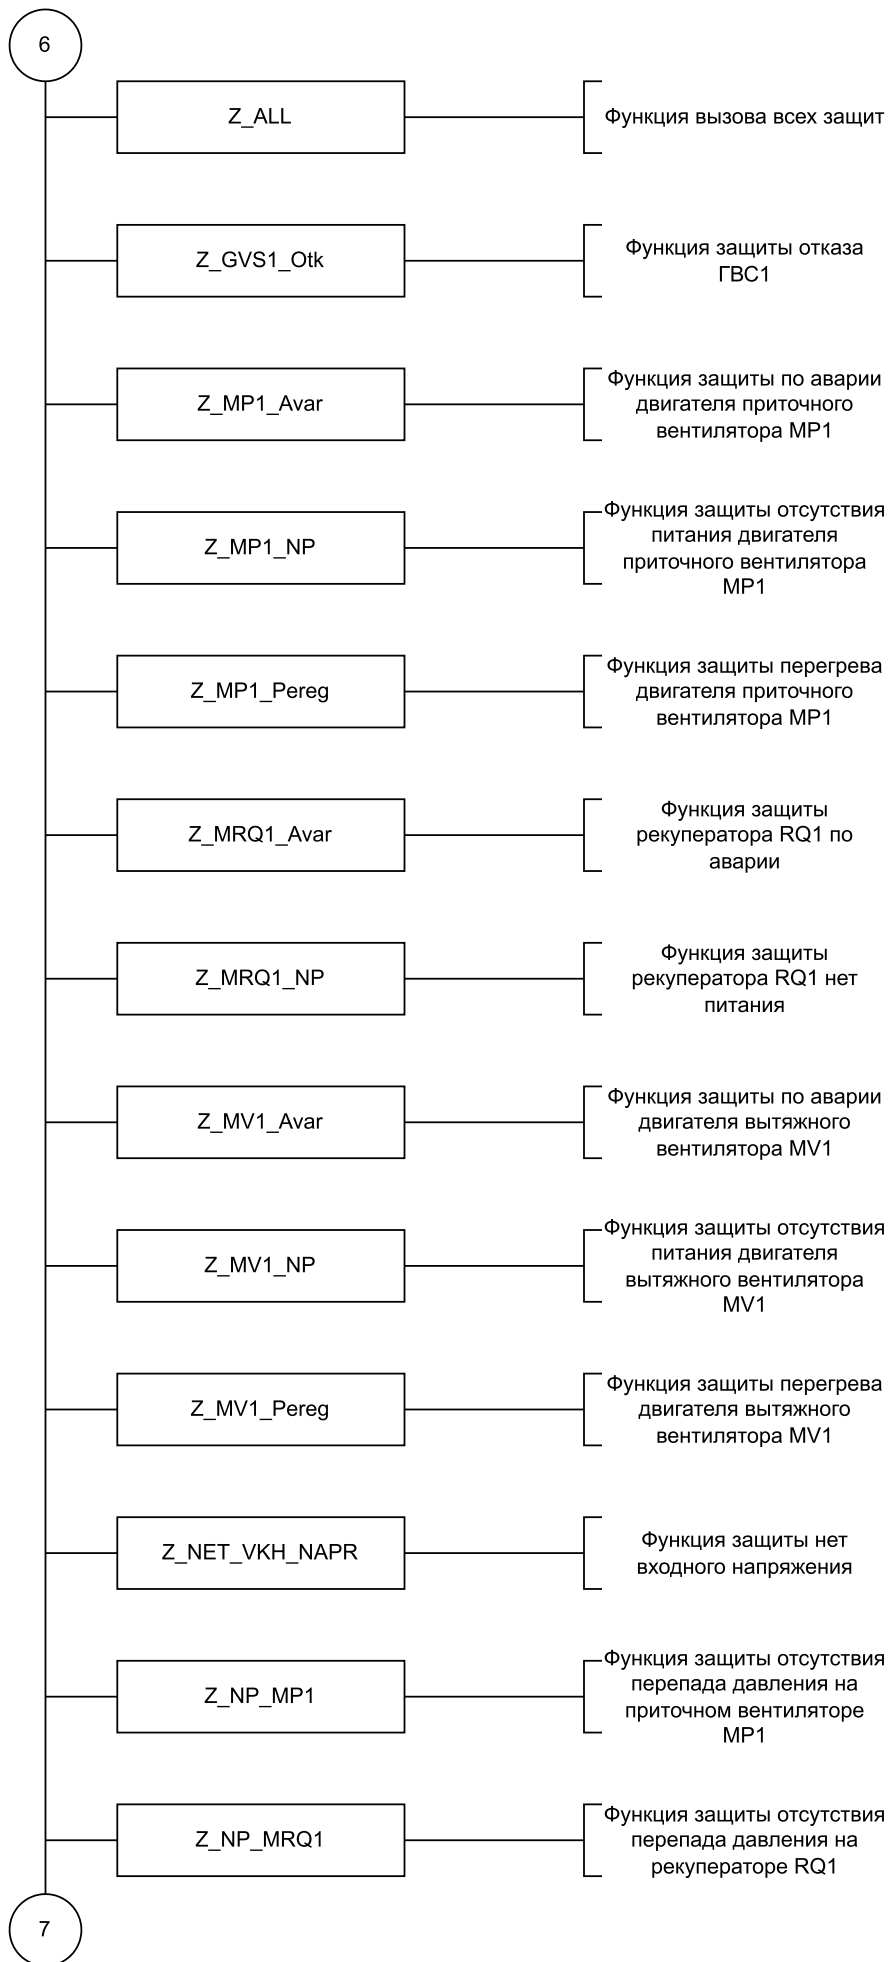 6
Z_ALL
Функция вызова всех защит
Z_GVS1_Otk
Функция защиты отказа
ГВС1
Z_MP1_Avar
Функция защиты по аварии
двигателя приточного
вентилятора MP1
Z_MP1_NP
Функция защиты отсутствия
питания двигателя
приточного вентилятора
MP1
Z_MP1_Pereg
Функция защиты перегрева
двигателя приточного
вентилятора MP1
Z_MRQ1_Avar
Функция защиты
рекуператора RQ1 по
аварии
Z_MRQ1_NP
Функция защиты
рекуператора RQ1 нет
питания
Z_MV1_Avar
Функция защиты по аварии
двигателя вытяжного
вентилятора MV1
Z_MV1_NP
Функция защиты отсутствия
питания двигателя
вытяжного вентилятора
MV1
Z_MV1_Pereg
Функция защиты перегрева
двигателя вытяжного
вентилятора MV1
Z_NET_VKH_NAPR
Функция защиты нет
входного напряжения
Z_NP_MP1
Функция защиты отсутствия
перепада давления на
приточном вентиляторе
MP1
Z_NP_MRQ1
Функция защиты отсутствия
перепада давления на
рекуператоре RQ1
7